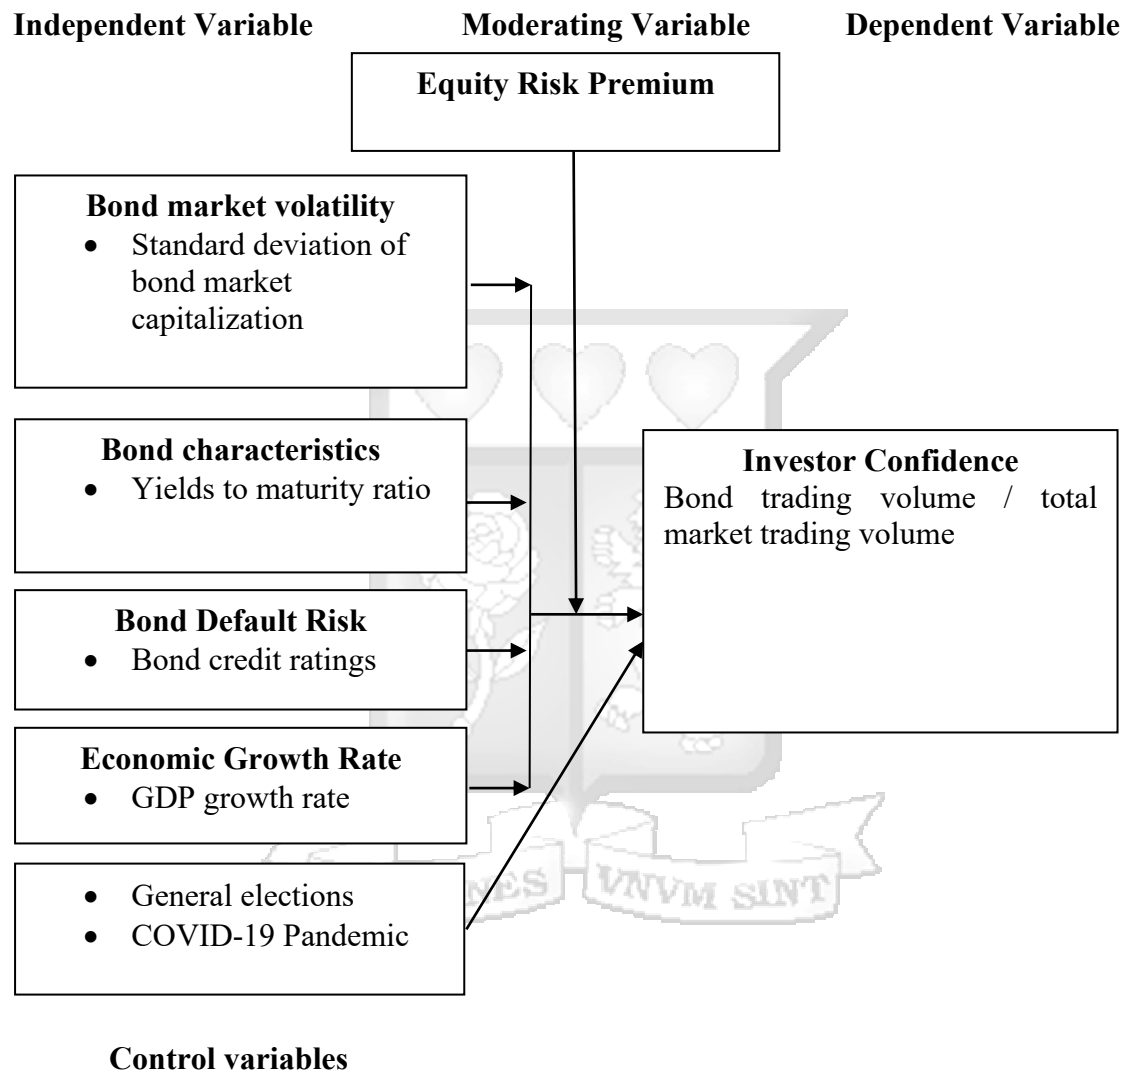 Independent Variable
Moderating Variable
Dependent Variable
Equity Risk Premium
Bond market volatility
• Standard deviation of
bond market
capitalization
Bond characteristics
• Yields to maturity ratio
Investor Confidence
Bond trading volume / total
market trading volume
Bond Default Risk
• Bond credit ratings
Economic Growth Rate
• GDP growth rate
• General elections
• COVID-19 Pandemic
VNVM SINT
Control variables